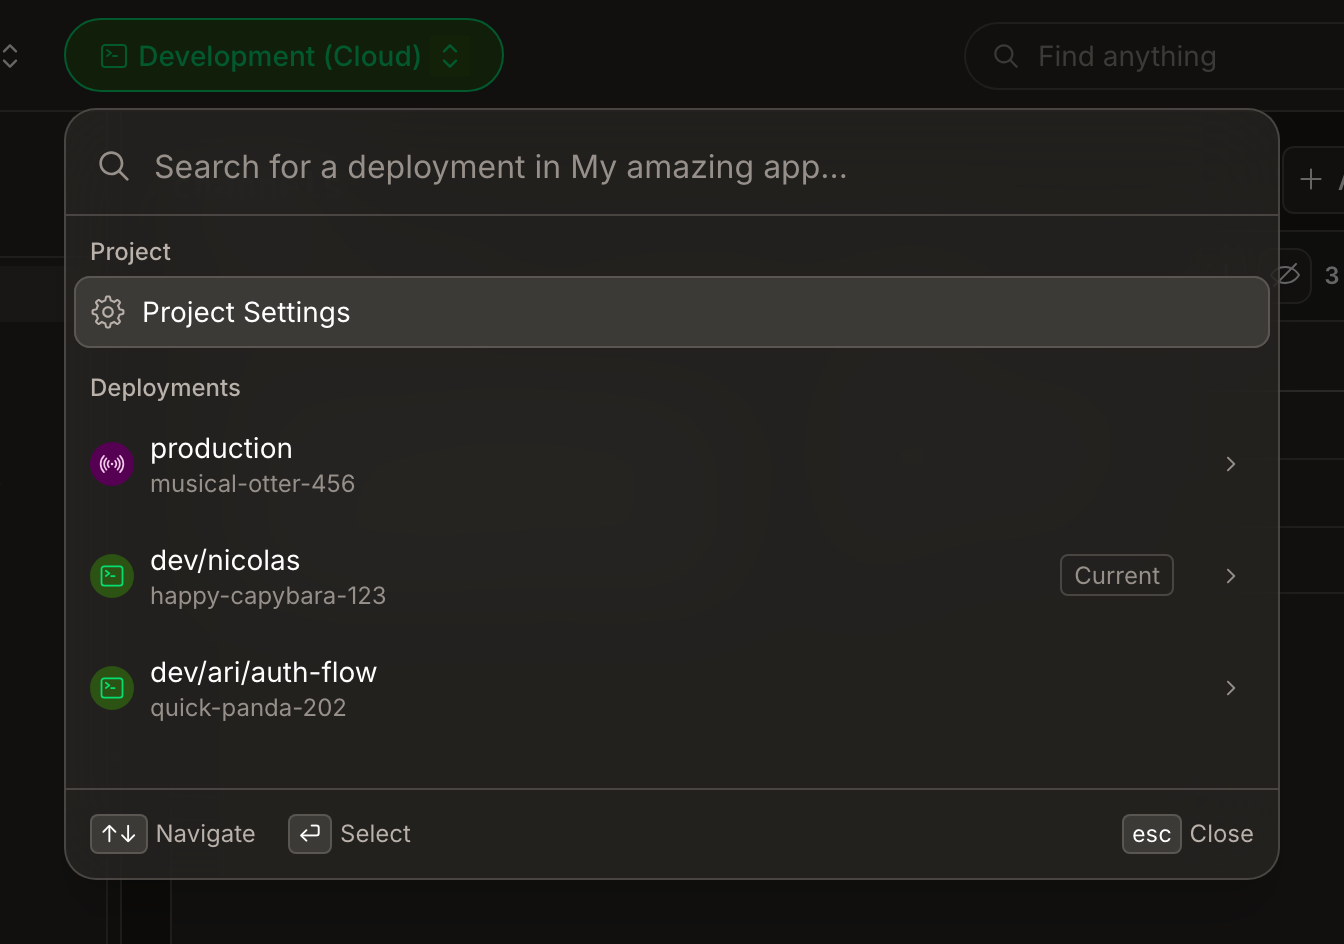 Development (Cloud)
Find anything
Search for a deployment in My amazing app...
Project
Project Settings
3
Deployments
production
musical-otter-456
dev/nicolas
happy-capybara-123
Current
dev/ari/auth-flow
quick-panda-202
↑↓ Navigate
Select
esc Close